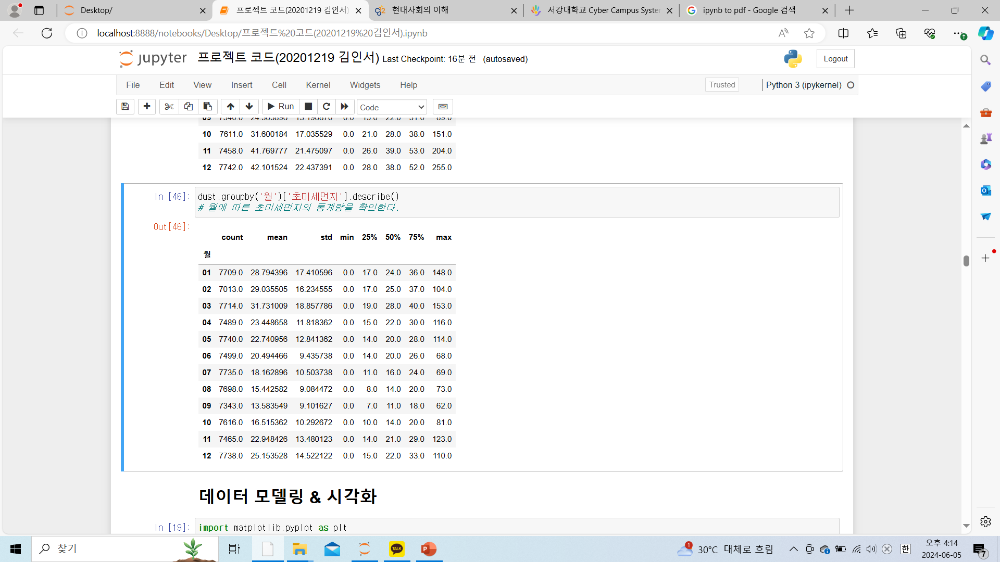 Desktop/
프로젝트 코드(20201219 김인서)
현대사회의 이해
서강대학교 Cyber Campus Syste
ipynb to pdf - Google 검색
localhost:8888/notebooks/Desktop/프로젝트%20코드(20201219%20김인서).ipynb
jupyter 프로젝트 코드(20201219 김인서) Last Checkpoint: 16분 전 (autosaved)
Logout
File Edit View Insert Cell Kernel Widgets Help
Trusted
Python 3 (ipykernel)
Run
Code
09 7340.0 24.363896 13.196870 0.0 15.0 22.0 31.0 89.0
10 7611.0 31.600184 17.035529 0.0 21.0 28.0 38.0 151.0
11 7458.0 41.769777 21.475097 0.0 26.0 39.0 53.0 204.0
12 7742.0 42.101524 22.437391 0.0 28.0 38.0 52.0 255.0
In [46]: dust.groupby('월')['초미세먼지'].describe()
# 월에 따른 초미세먼지의 통계량을 확인한다.
Out[46]:
count mean std min 25% 50% 75% max
월
01 7709.0 28.794396 17.410596 0.0 17.0 24.0 36.0 148.0
02 7013.0 29.035505 16.234555 0.0 17.0 25.0 37.0 104.0
03 7714.0 31.731009 18.857786 0.0 19.0 28.0 40.0 153.0
04 7489.0 23.448658 11.818362 0.0 15.0 22.0 30.0 116.0
05 7740.0 22.740956 12.841362 0.0 14.0 20.0 28.0 114.0
06 7499.0 20.494466 9.435738 0.0 14.0 20.0 26.0 68.0
07 7735.0 18.162896 10.503738 0.0 11.0 16.0 24.0 69.0
08 7698.0 15.442582 9.084472 0.0 8.0 14.0 20.0 73.0
09 7343.0 13.583549 9.101627 0.0 7.0 11.0 18.0 62.0
10 7616.0 16.515362 10.292672 0.0 10.0 14.0 20.0 81.0
11 7465.0 22.948426 13.480123 0.0 14.0 21.0 29.0 123.0
12 7738.0 25.153528 14.522122 0.0 15.0 22.0 33.0 110.0
데이터 모델링 & 시각화
In [19]: import matplotlib.pyplot as plt
찾기
TALK
P
1
30°C 대체로 흐림
한
오후 4:14
2024-06-05
7